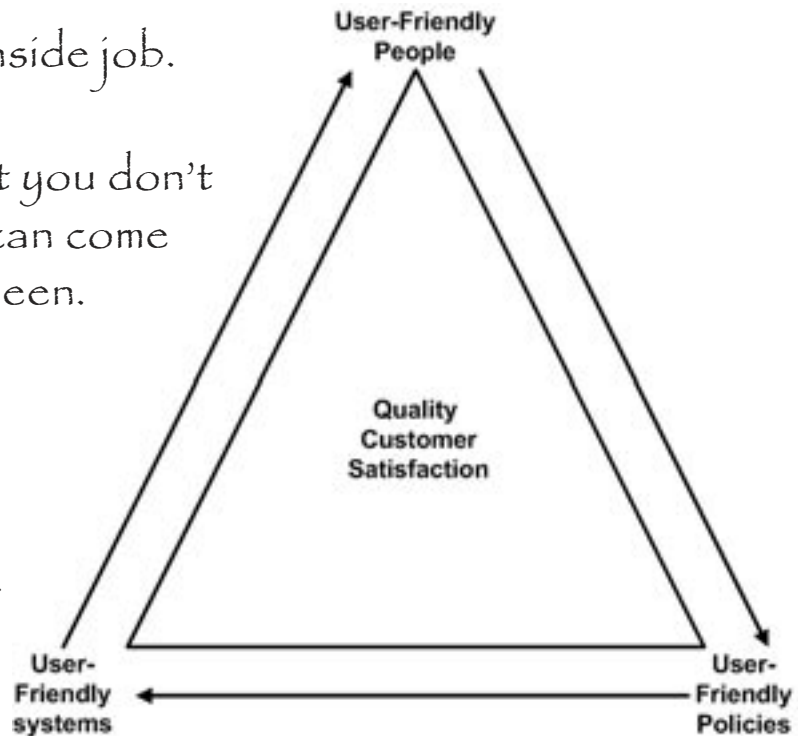 User-Friendly
People
nside job.
t you don't
can come
een.
Quality
Customer
Satisfaction
User-
Friendly
systems
User-
Friendly
Policies